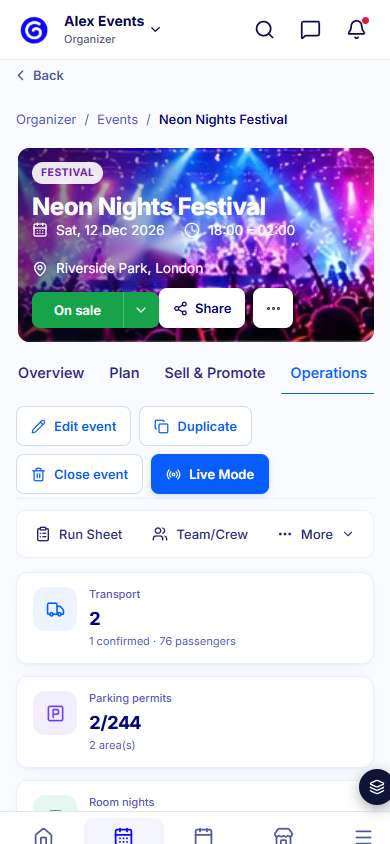 Alex Events
Organizer
Back
Organizer / Events / Neon Nights Festival
FESTIVAL
Neon Nights Festival
Sat, 12 Dec 2026 18:00 – 02:00
Riverside Park, London
On sale Share
Overview Plan Sell & Promote Operations
Edit event Duplicate
Close event Live Mode
Run Sheet Team/Crew More
Transport
2
1 confirmed · 76 passengers
Parking permits
P
2/244
2 area(s)
Room nights